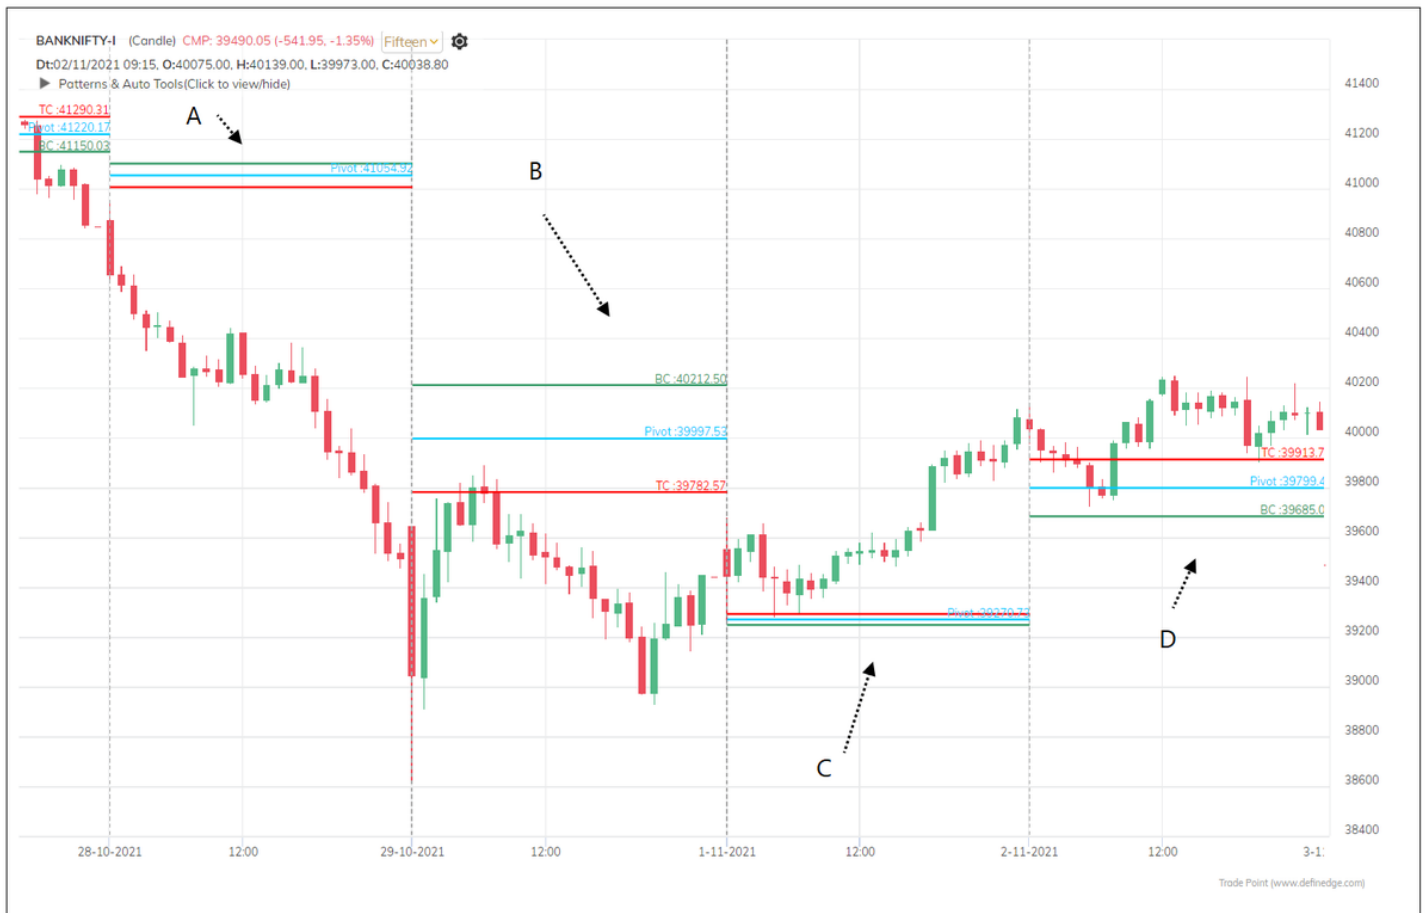 BANKNIFTY-I (Candle) CMP: 39490.05 (-541.95, -1.35%) Fifteen
Dt:02/11/2021 09:15, O:40075.00, H:40139.00, L:39973.00, C:40038.80
Patterns & Auto Tools(Click to view/hide)
41400
TC :41290.31
A
Pivot :41220.17
41200
BC :41150.03
Pivot :41054.92
B
41000
40800
40600
40400
BC :40212.50
40200
Pivot :39997.53
40000
TC :39913.7
TC :39782.57
Pivot :39799.4
39800
BC :39685.0
39600
39400
Pivot :39270.73
D
39200
39000
C
38800
38600
38400
28-10-2021 12:00 29-10-2021 12:00 1-11-2021 12:00 2-11-2021 12:00 3-1
Trade Point (www.definedge.com)